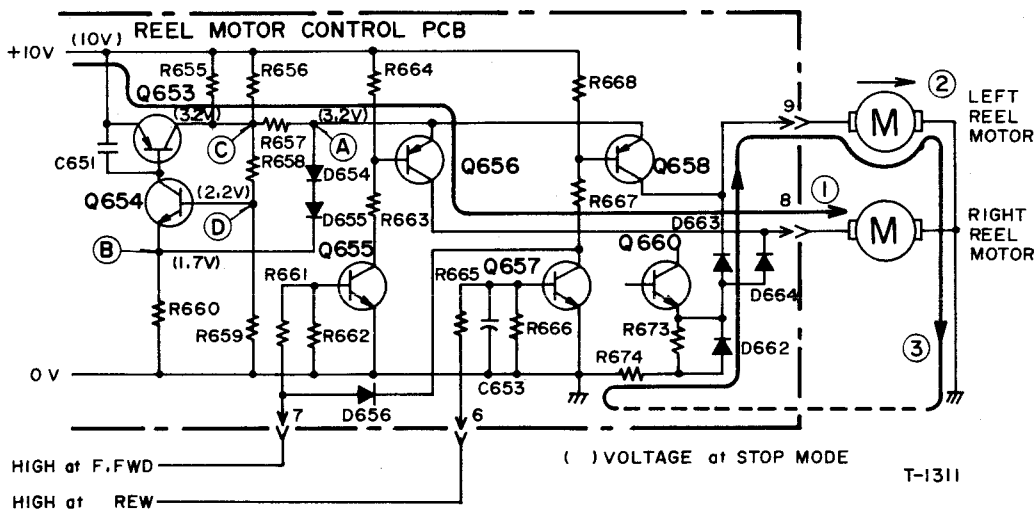 REEL MOTOR CONTROL PCB
+10V
(10V)
R655
R656
R664
R668
Q653
(3.2V)
(3.2V)
C
R657
A
C651
R658
D654
Q656
Q658
9
2
M
LEFT
REEL
MOTOR
Q654
(2.2V)
D
D655
R663
R667
1
8
B
(1.7V)
Q655
D663
M
RIGHT
REEL
MOTOR
R661
R665
Q657
Q660
D664
R660
R659
R662
R666
R673
D662
3
R674
0V
C653
D656
7
6
HIGH at F.FWD
( ) VOLTAGE at STOP MODE
T-1311
HIGH at REW